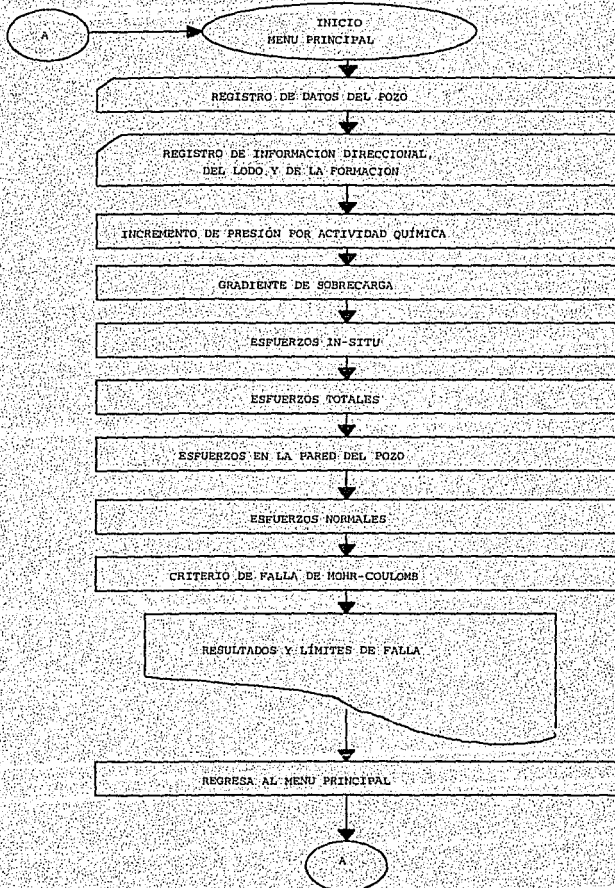 A
INICIO
MENU PRINCIPAL
REGISTRO DE DATOS DEL POZO
REGISTRO DE INFORMACION DIRECCIONAL,
DEL LODO Y DE LA FORMACION
INCREMENTO DE PRESIÓN POR ACTIVIDAD QUÍMICA
GRADIENTE DE SOBRECARGA
ESFUERZOS IN-SITU
ESFUERZOS TOTALES
ESFUERZOS EN LA PARED DEL POZO
ESFUERZOS NORMALES
CRITERIO DE FALLA DE MOHR-COULOMB
RESULTADOS Y LÍMITES DE FALLA
REGRESA AL MENU PRINCIPAL
A